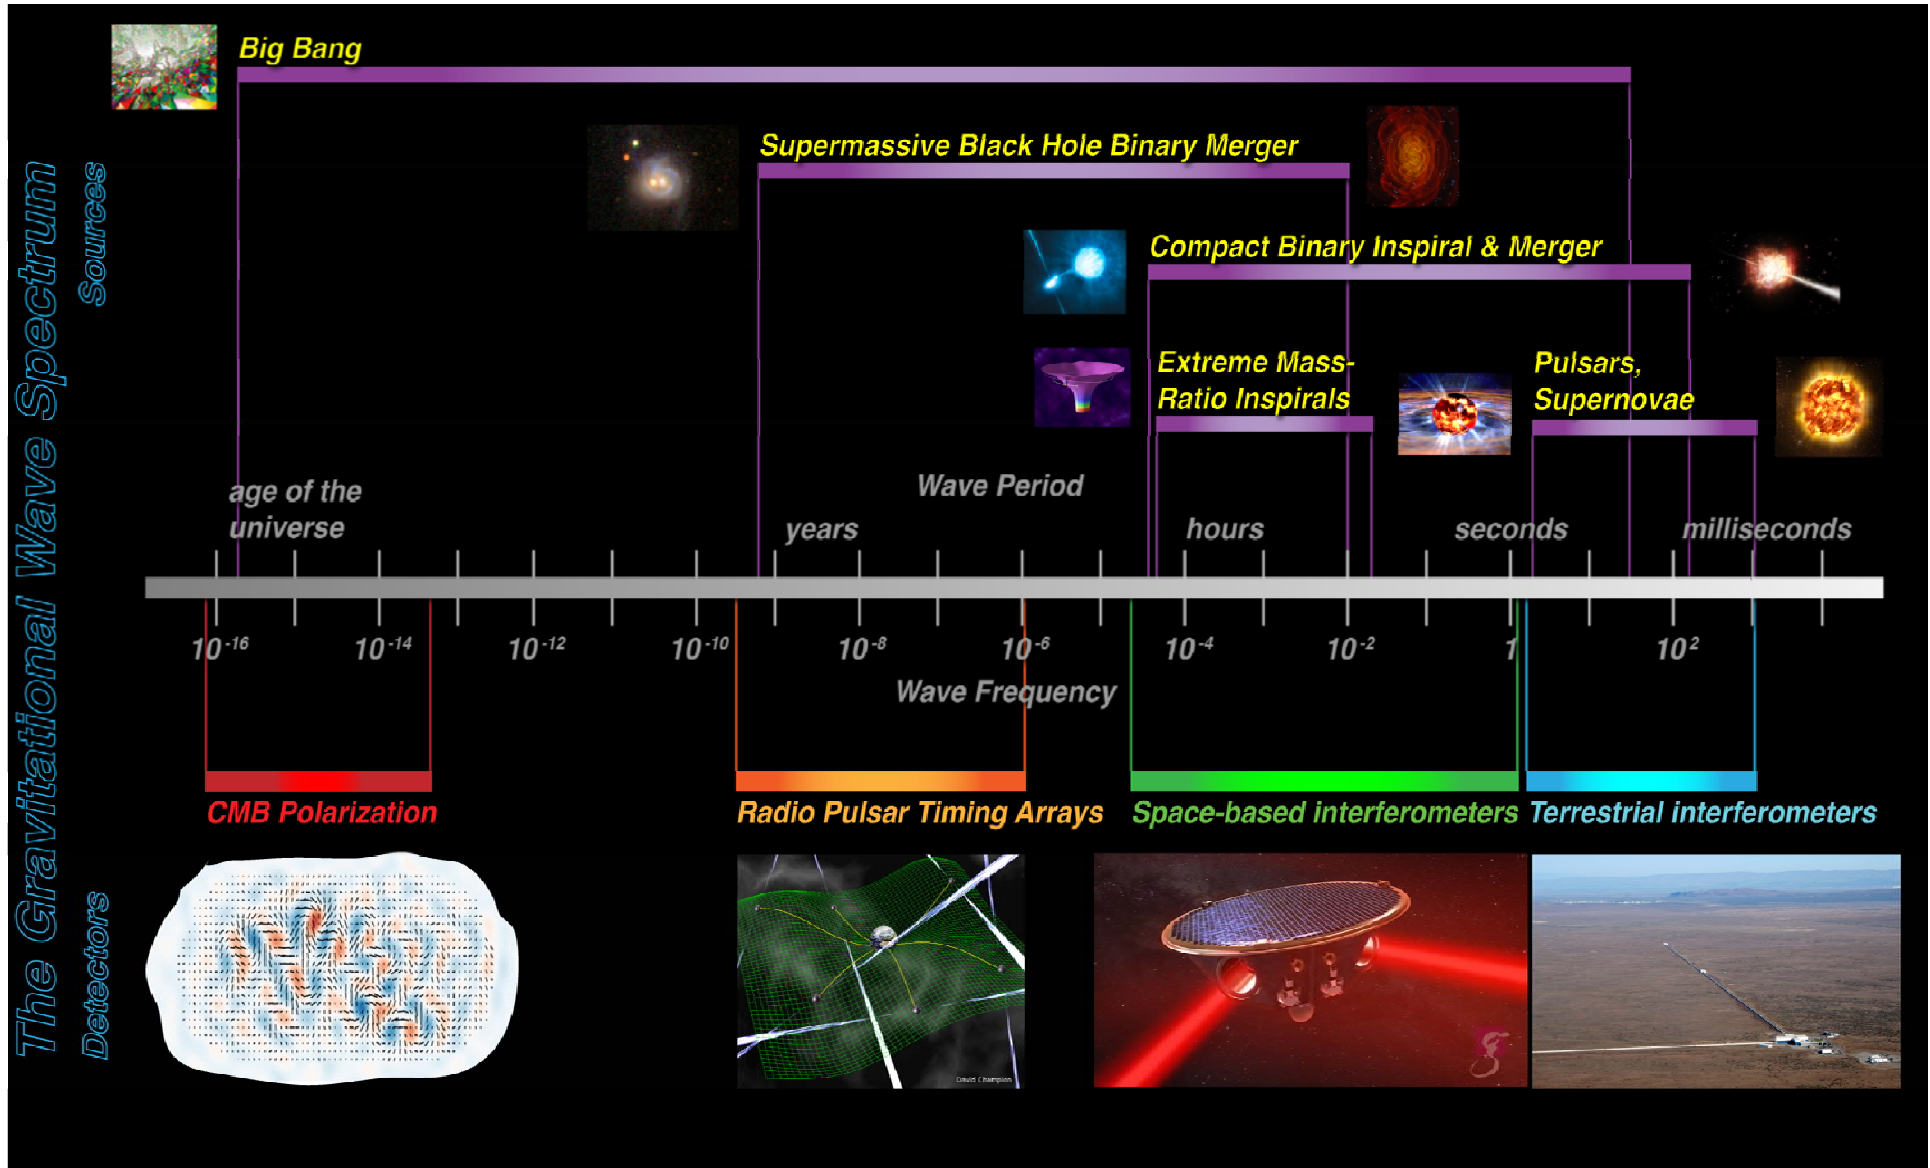 Big Bang
Supermassive Black Hole Binary Merger
Compact Binary Inspiral & Merger
Extreme Mass-
Ratio Inspirals
Pulsars,
Supernovae
The Gravitational Wave Spectrum
Sources
Detectors
Wave Period
age of the
universe
years
hours
seconds
milliseconds
10⁻¹⁶ 10⁻¹⁴ 10⁻¹² 10⁻¹⁰ 10⁻⁸ 10⁻⁶ 10⁻⁴ 10⁻² 1 10²
Wave Frequency
CMB Polarization
Radio Pulsar Timing Arrays
Space-based interferometers
Terrestrial interferometers
David Champion